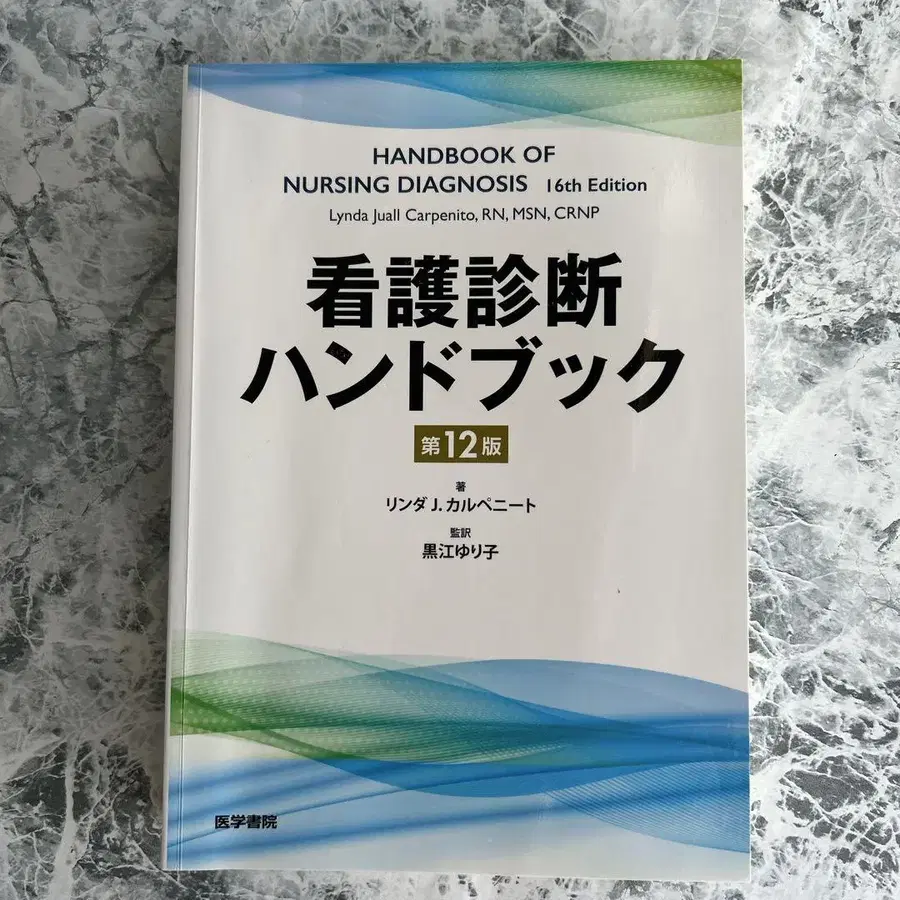 HANDBOOK OF
NURSING DIAGNOSIS 16th Edition
Lynda Juall Carpenito, RN, MSN, CRNP
看護診断
ハンドブック
第12版
著
リンダ J. カルペニート
監訳
黒江ゆり子
医学書院